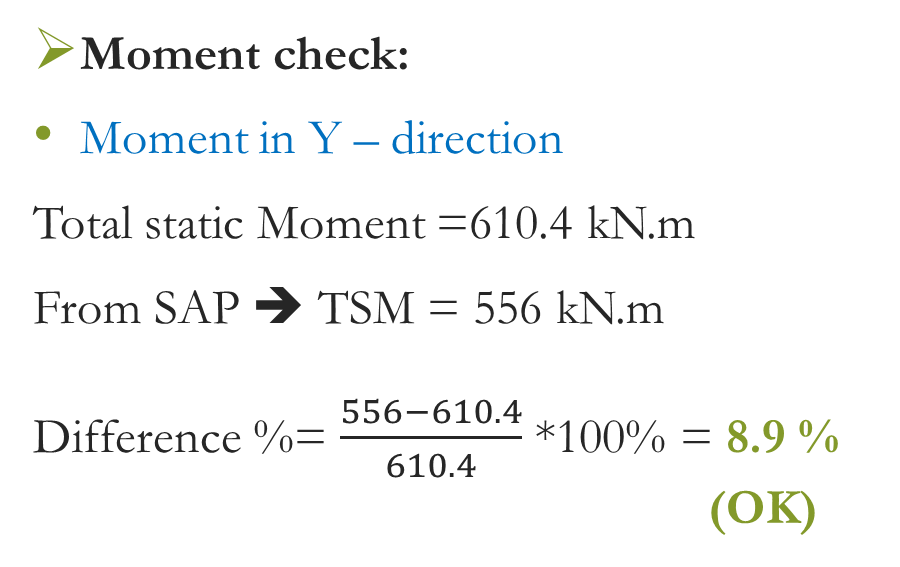 ➢Moment check:
• Moment in Y – direction
Total static Moment =610.4 kN.m
From SAP ➔ TSM = 556 kN.m
Difference %= \frac{556−610.4}{610.4} *100% = 8.9 %
(OK)